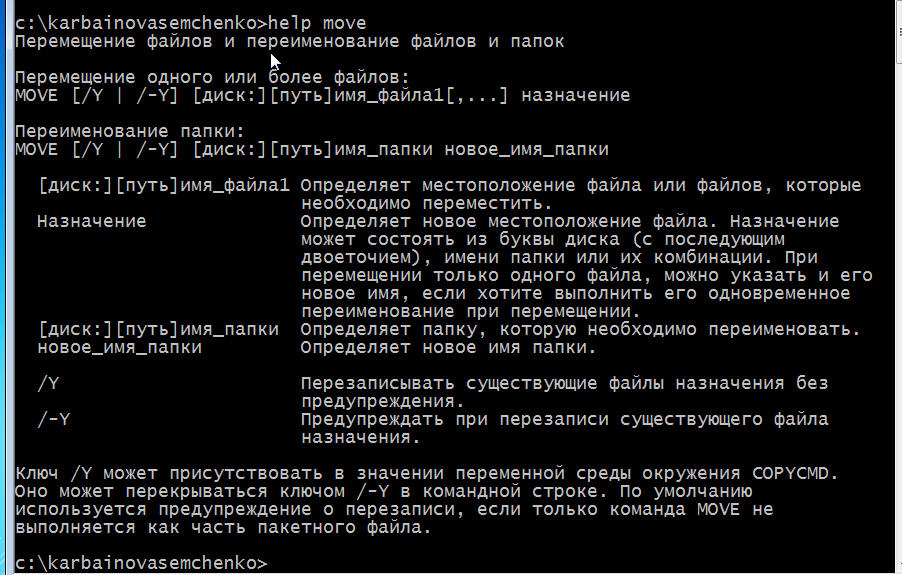 c:\karbainovasemchenko>help move
Перемещение файлов и переименование файлов и папок
Перемещение одного или более файлов:
MOVE [/Y | /-Y] [диск:][путь]имя_файла1[,...] назначение
Переименование папки:
MOVE [/Y | /-Y] [диск:][путь]имя_папки новое_имя_папки
[диск:][путь]имя_файла1 Определяет местоположение файла или файлов, которые
необходимо переместить.
Назначение Определяет новое местоположение файла. Назначение
может состоять из буквы диска (с последующим
двоеточием), имени папки или их комбинации. При
перемещении только одного файла, можно указать и его
новое имя, если хотите выполнить его одновременное
переименование при перемещении.
[диск:][путь]имя_папки Определяет папку, которую необходимо переименовать.
новое_имя_папки Определяет новое имя папки.
/Y Перезаписывать существующие файлы назначения без
предупреждения.
/-Y Предупреждать при перезаписи существующего файла
назначения.
Ключ /Y может присутствовать в значении переменной среды окружения COPYCMD.
Оно может перекрываться ключом /-Y в командной строке. По умолчанию
используется предупреждение о перезаписи, если только команда MOVE не
выполняется как часть пакетного файла.
c:\karbainovasemchenko>